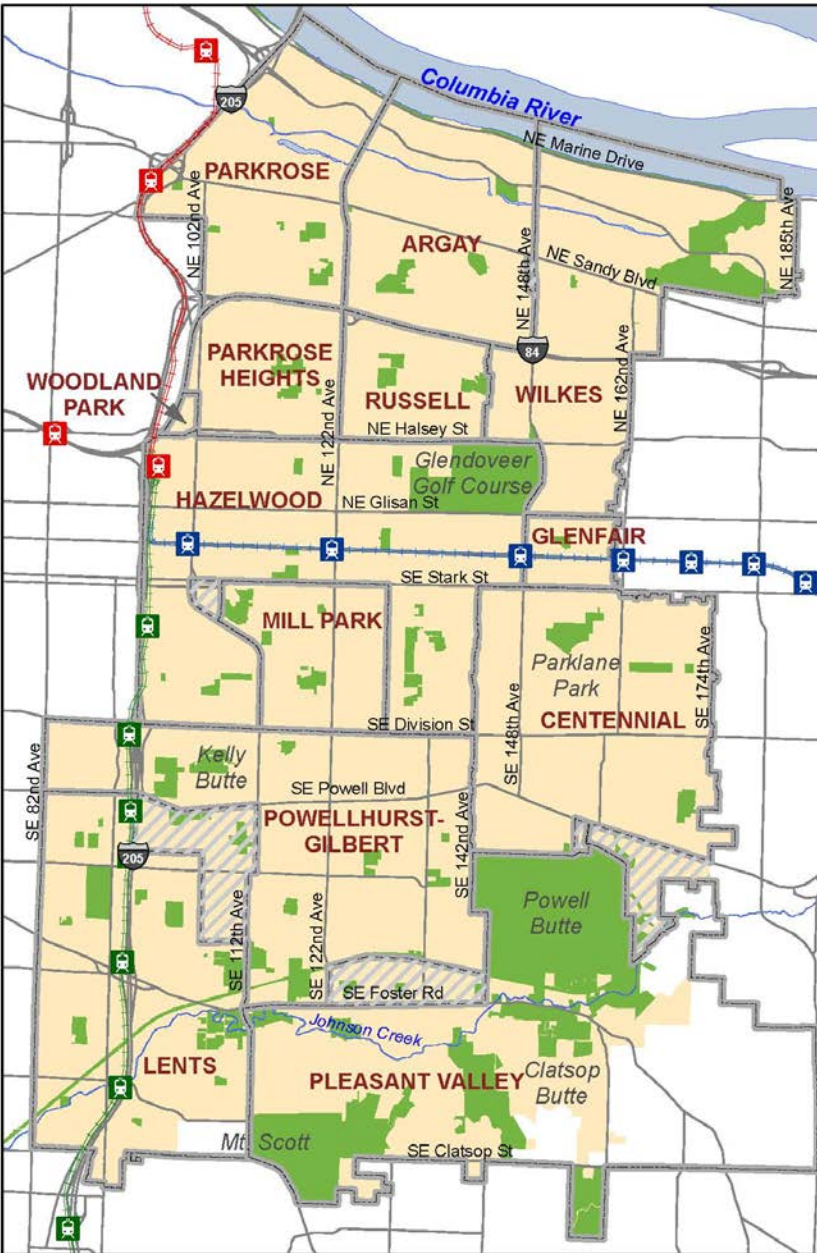 Columbia River
NE Marine Drive
205
PARKROSE
NE 102nd Ave
ARGAY
NE 148th Ave
NE Sandy Blvd
NE 185th Ave
PARKROSE
HEIGHTS
WOODLAND
PARK
NE 122nd Ave
RUSSELL
84
WILKES
NE 162nd Ave
NE Halsey St
Glendoveer
Golf Course
HAZELWOOD
NE Glisan St
GLENFAIR
SE Stark St
MILL PARK
Parklane
Park
SE 148th Ave
SE 174th Ave
CENTENNIAL
SE Division St
Kelly
Butte
SE 82nd Ave
SE Powell Blvd
POWELLHURST-
GILBERT
SE 142nd Ave
205
Powell
Butte
SE 112th Ave
SE 122nd Ave
SE Foster Rd
Johnson Creek
LENTS
PLEASANT VALLEY
Clatsop
Butte
Mt. Scott
SE Clatsop St